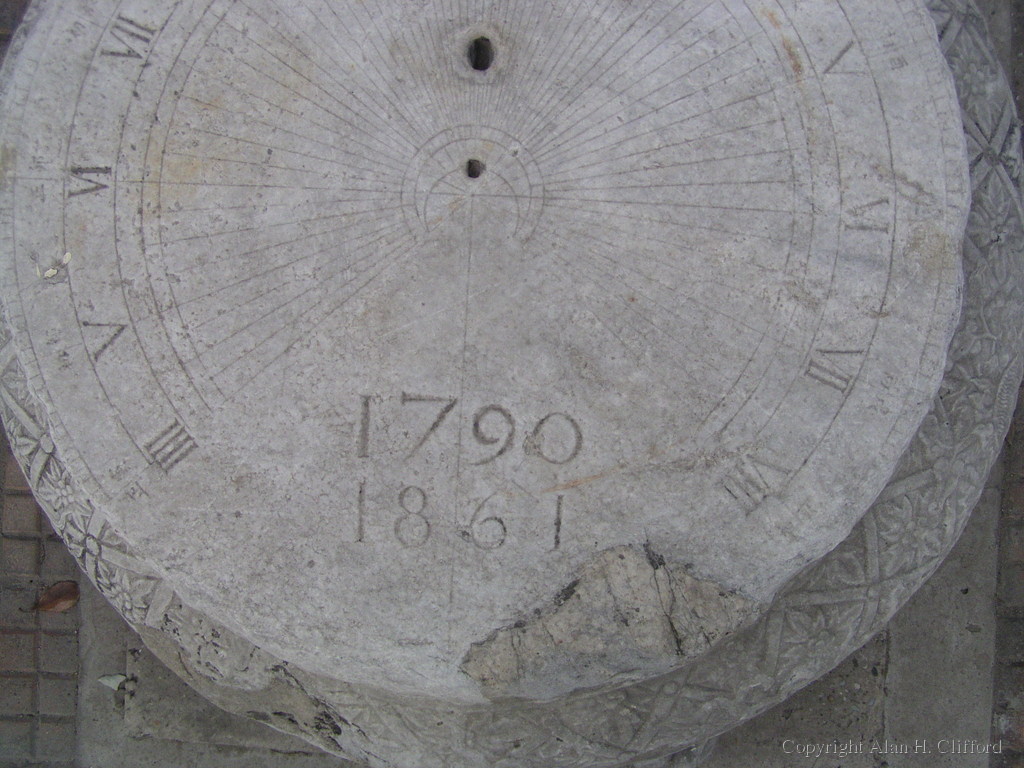 VII
V
VI
VI
V
VII
IIII
VIII
1790
1861
Copyright Alan H. Clifford